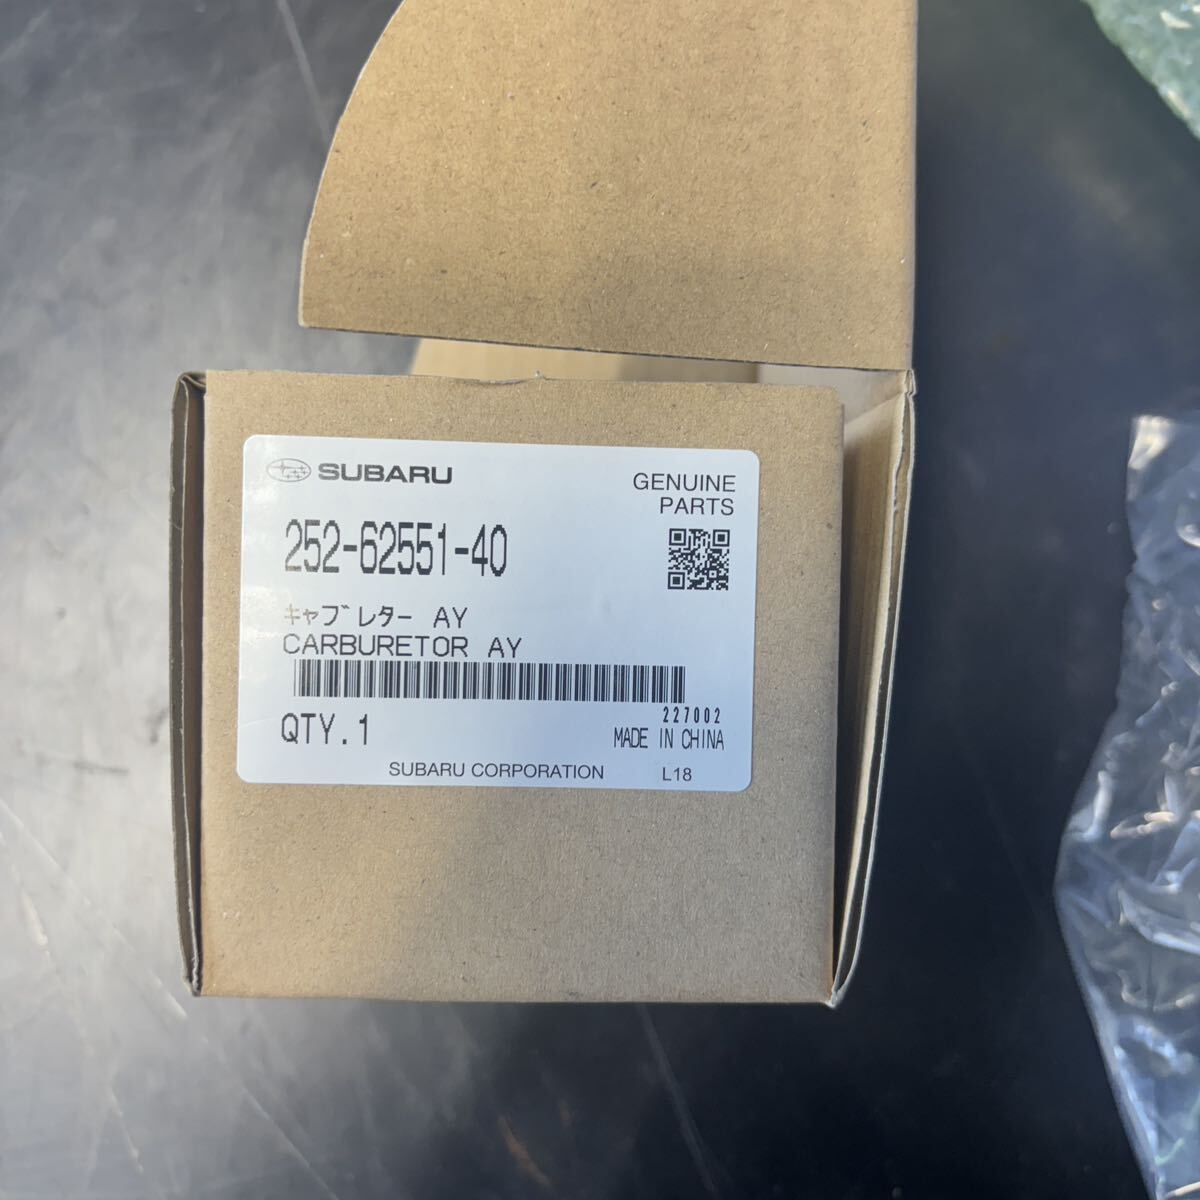 SUBARU
GENUINE
PARTS
252-62551-40
キャブレター AY
CARBURETOR AY
QTY.1
227002
MADE IN CHINA
SUBARU CORPORATION L18